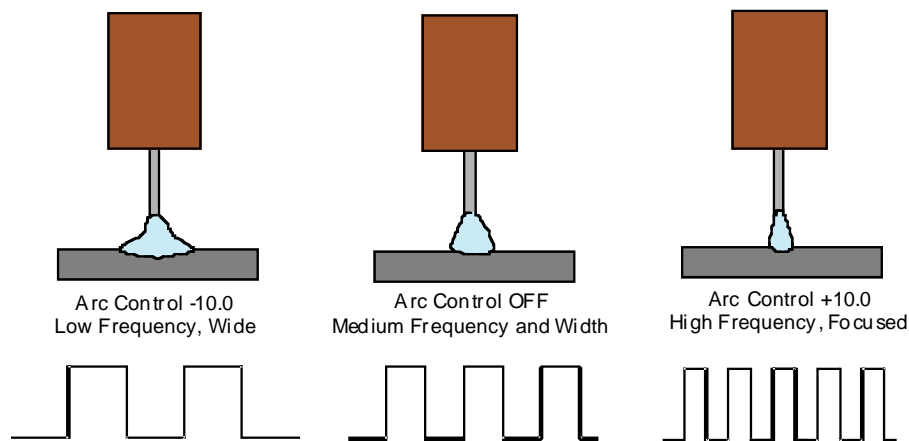 Arc Control -10.0
Low Frequency, Wide
Arc Control OFF
Medium Frequency and Width
Arc Control +10.0
High Frequency, Focused